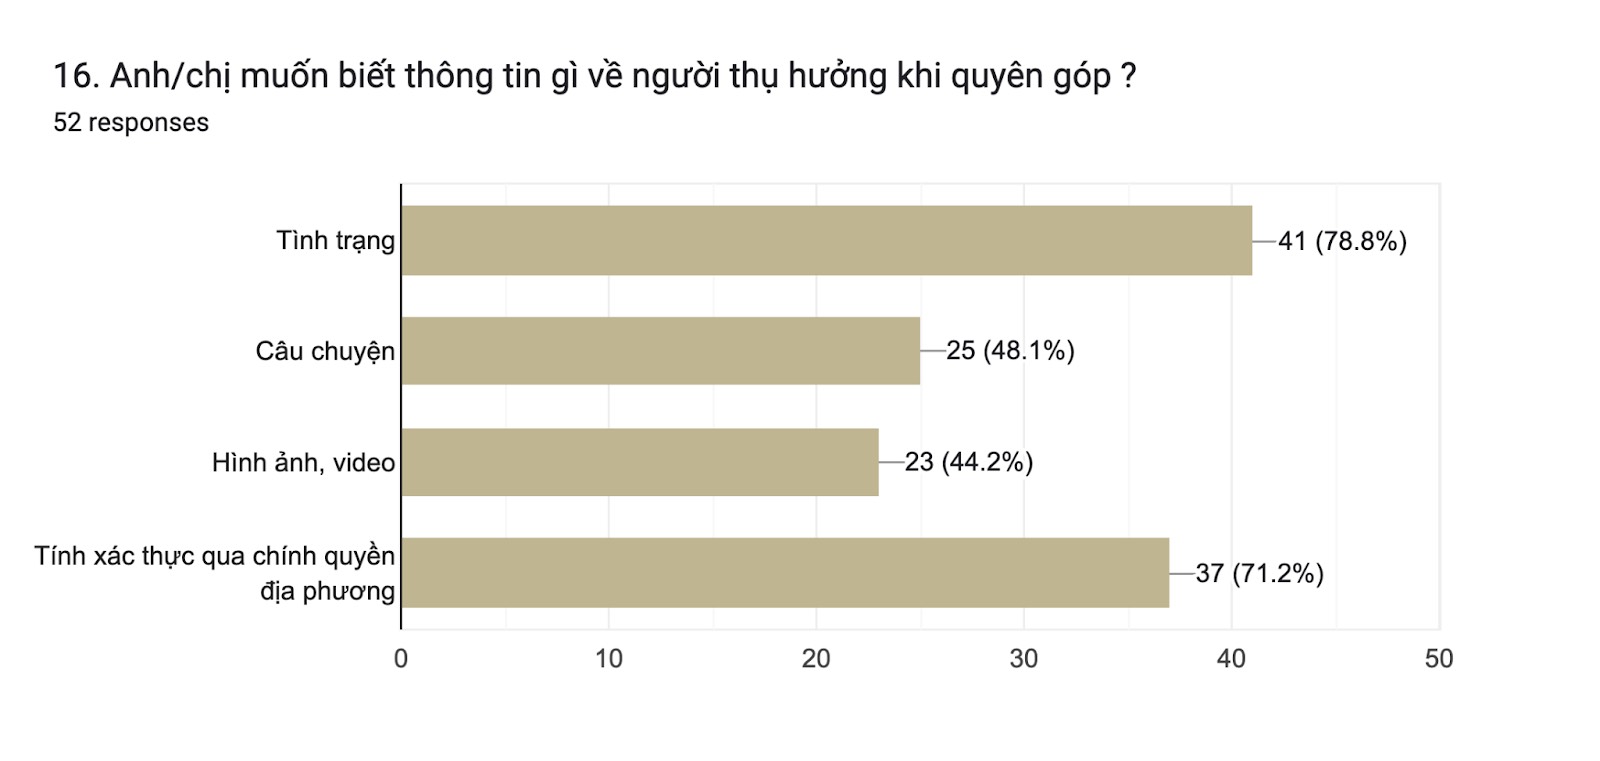 16. Anh/chị muốn biết thông tin gì về người thụ hưởng khi quyên góp ?
52 responses
Tình trạng
41 (78.8%)
Câu chuyện
25 (48.1%)
Hình ảnh, video
23 (44.2%)
Tính xác thực qua chính quyền
địa phương
37 (71.2%)
0 10 20 30 40 50